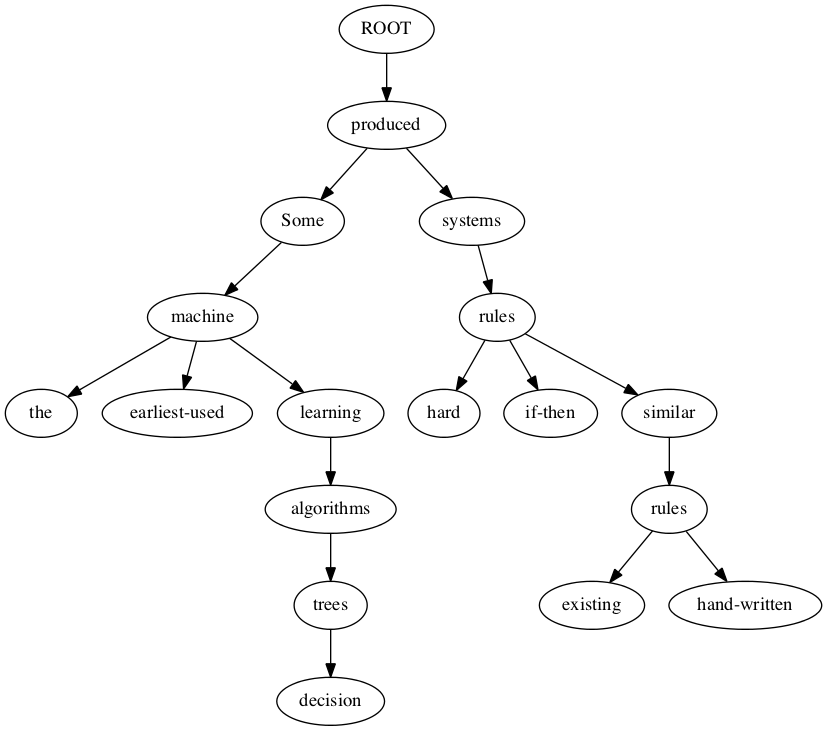 ROOT
produced
Some systems
machine rules
the earliest-used learning hard if-then similar
algorithms rules
trees existing hand-written
decision